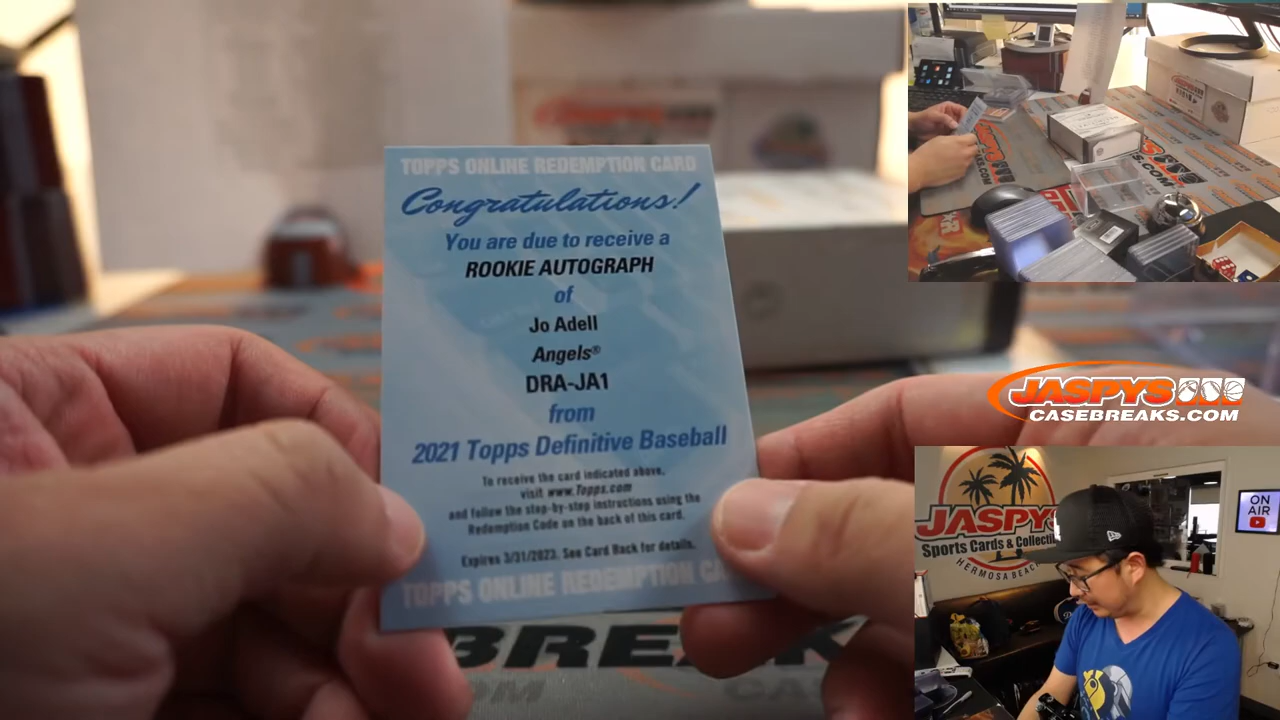 TOPPS ONLINE REDEMPTION CARD
Congratulations!
You are due to receive a
ROOKIE AUTOGRAPH
of
Jo Adell
Angels®
DRA-JA1
from
2021 Topps Definitive Baseball
To receive the card indicated above,
visit www.Topps.com
and follow the step-by-step instructions using the
Redemption Code on the back of this card.
Expires 3/31/2023. See Card Back for details.
TOPPS ONLINE REDEMPTION CA
BREAK
.COM
JASPYS
CASEBREAKS.COM
JASPYS
Sports Cards & Collectib
HERMOSA BEACH
ON
AIR